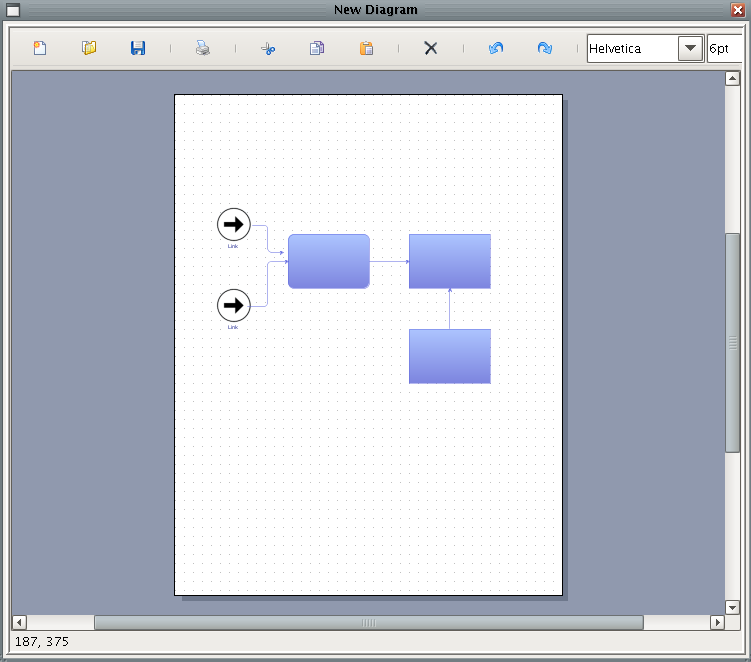 New Diagram
Helvetica
6pt
Link
Link
187, 375